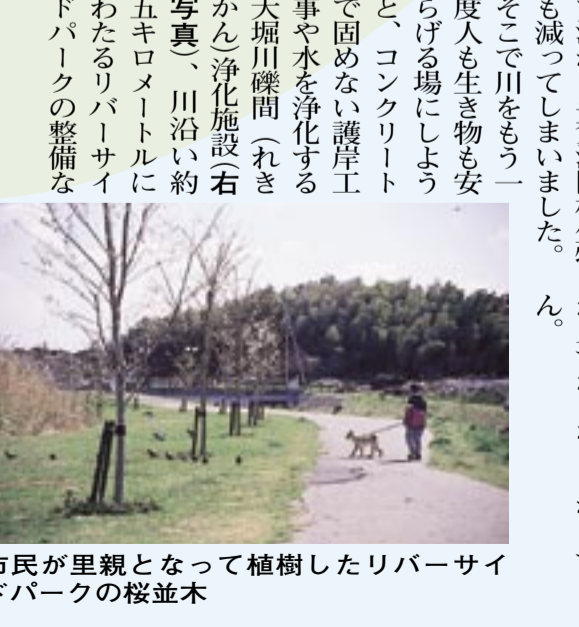 も減ってしまいました。
そこで川をもう一
度人も生き物も安
らげる場にしよう
と、コンクリート
で固めない護岸工
事や水を浄化する
大堀川礫間（れき
かん）浄化施設（右
写真）、川沿い約
五キロメートルに
わたるリバーサイ
ドパークの整備な
ん。
市民が里親となって植樹したリバーサイ
ドパークの桜並木